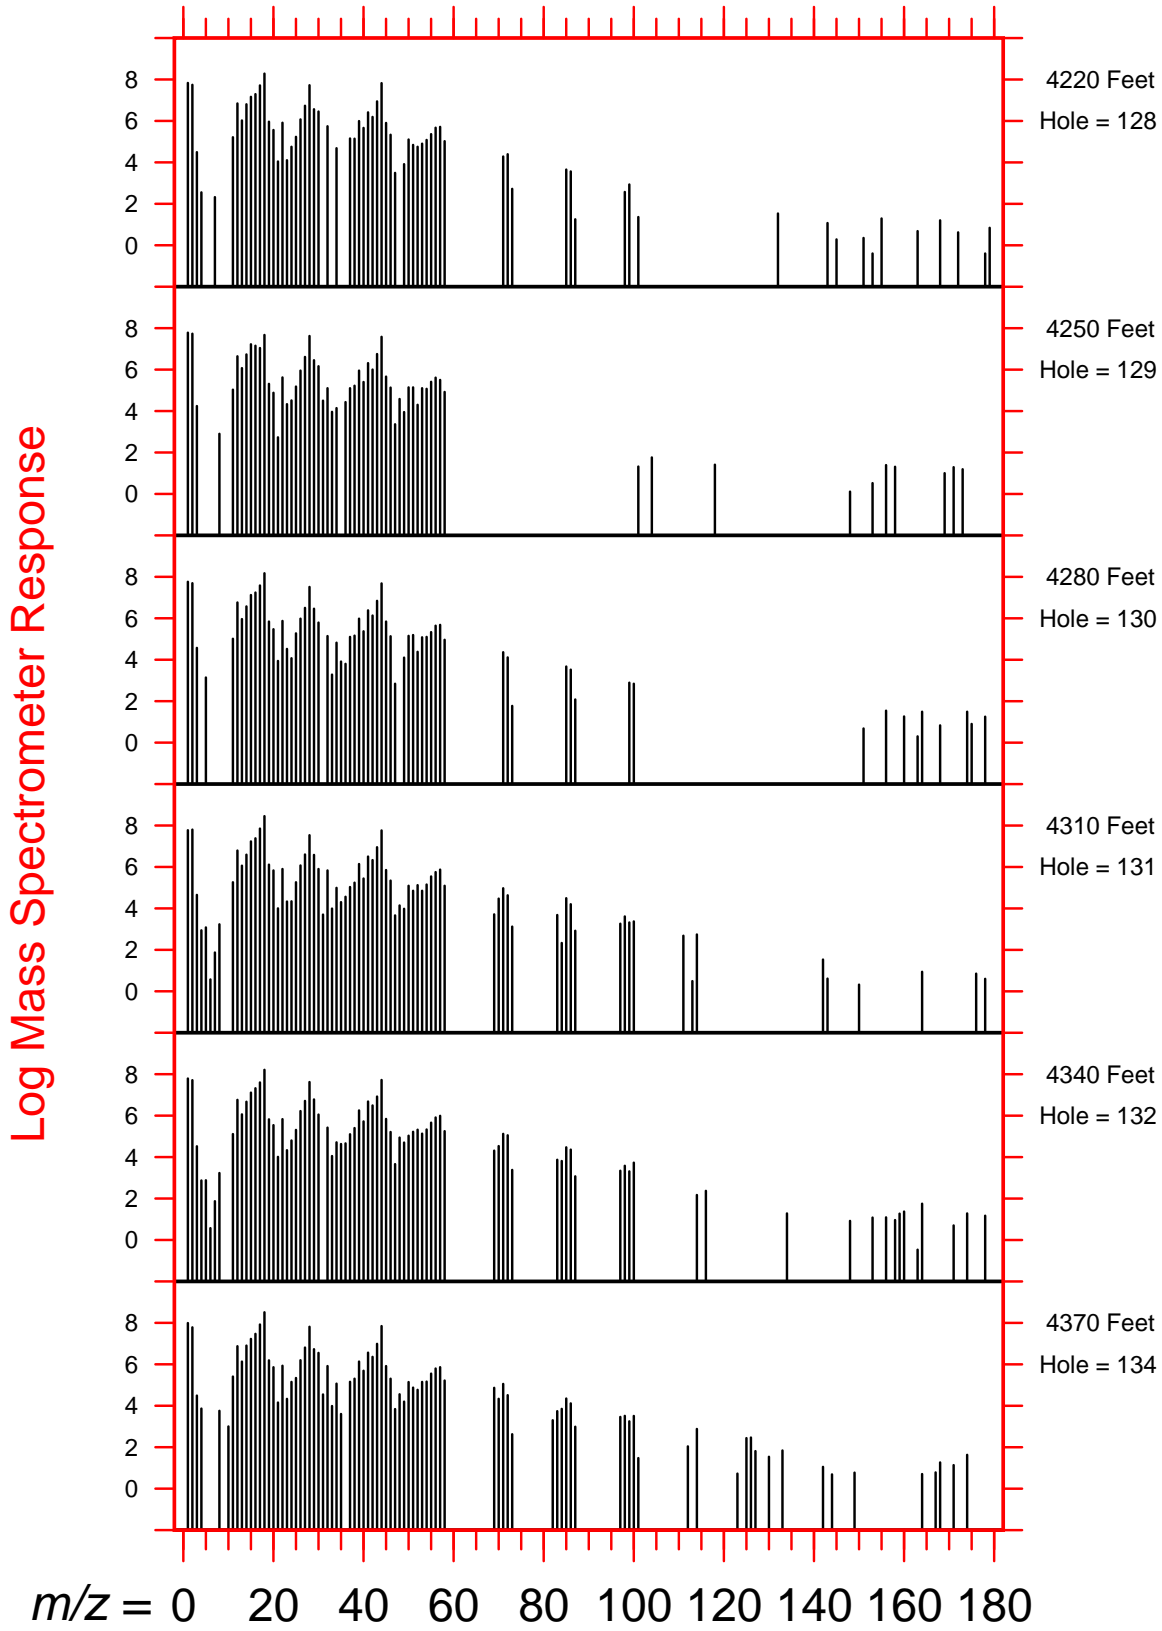 8
6
4
2
0
4220 Feet
Hole = 128
8
6
4
2
0
4250 Feet
Hole = 129
8
6
4
2
0
4280 Feet
Hole = 130
8
6
4
2
0
4310 Feet
Hole = 131
8
6
4
2
0
4340 Feet
Hole = 132
8
6
4
2
0
4370 Feet
Hole = 134
Log Mass Spectrometer Response
m/z = 0 20 40 60 80 100 120 140 160 180